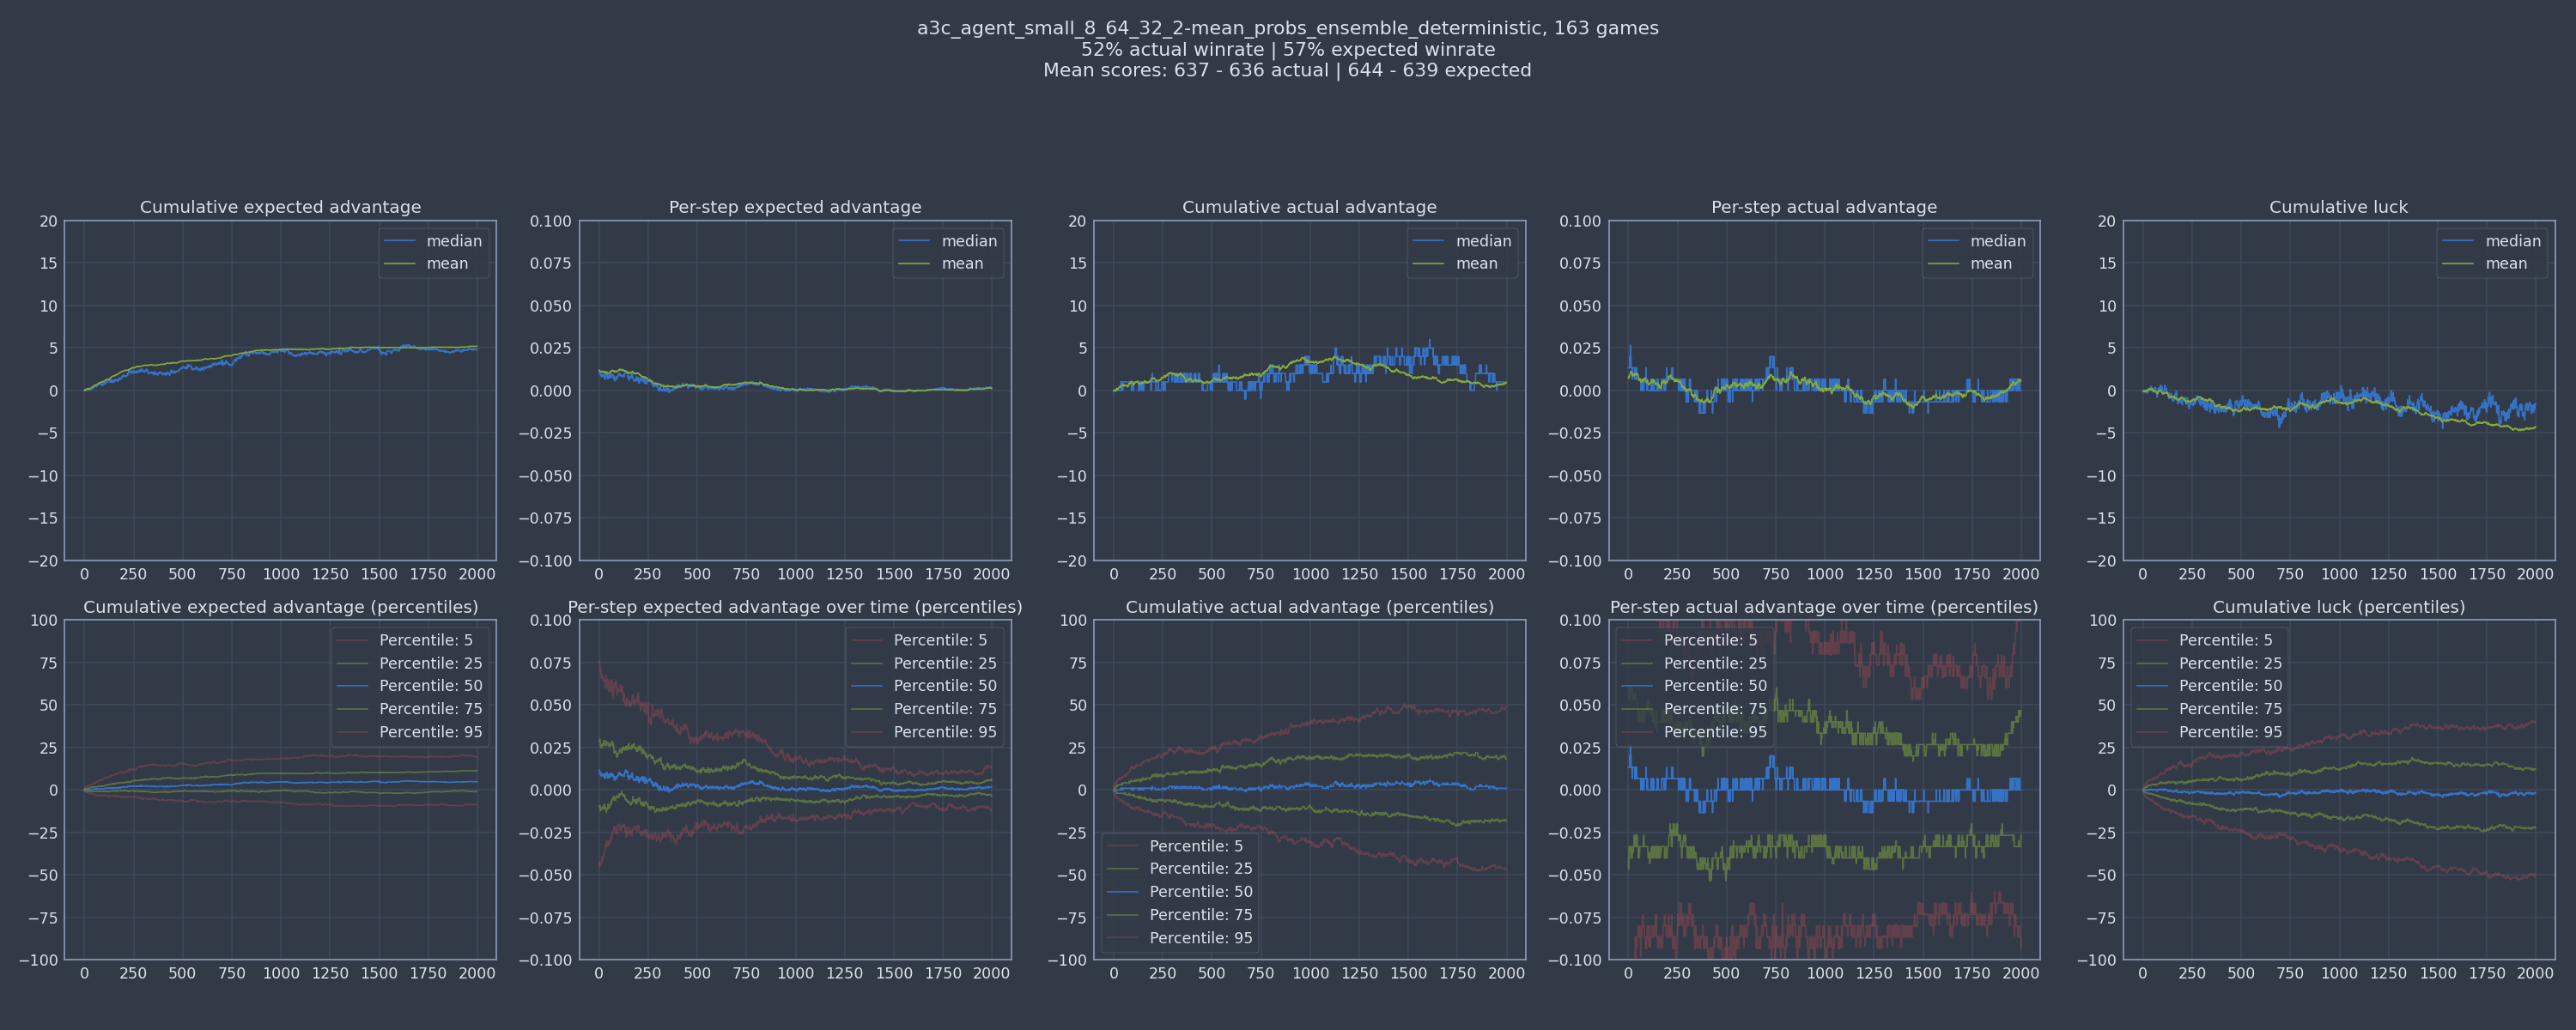 a3c_agent_small_8_64_32_2-mean_probs_ensemble_deterministic, 163 games
52% actual winrate | 57% expected winrate
Mean scores: 637 - 636 actual | 644 - 639 expected
Cumulative expected advantage
20
15
10
5
0
−5
−10
−15
−20
0 250 500 750 1000 1250 1500 1750 2000
median
mean
Per-step expected advantage
0.100
0.075
0.050
0.025
0.000
−0.025
−0.050
−0.075
−0.100
0 250 500 750 1000 1250 1500 1750 2000
median
mean
Cumulative actual advantage
20
15
10
5
0
−5
−10
−15
−20
0 250 500 750 1000 1250 1500 1750 2000
median
mean
Per-step actual advantage
0.100
0.075
0.050
0.025
0.000
−0.025
−0.050
−0.075
−0.100
0 250 500 750 1000 1250 1500 1750 2000
median
mean
Cumulative luck
20
15
10
5
0
−5
−10
−15
−20
0 250 500 750 1000 1250 1500 1750 2000
median
mean
Cumulative expected advantage (percentiles)
100
75
50
25
0
−25
−50
−75
−100
0 250 500 750 1000 1250 1500 1750 2000
Percentile: 5
Percentile: 25
Percentile: 50
Percentile: 75
Percentile: 95
Per-step expected advantage over time (percentiles)
0.100
0.075
0.050
0.025
0.000
−0.025
−0.050
−0.075
−0.100
0 250 500 750 1000 1250 1500 1750 2000
Percentile: 5
Percentile: 25
Percentile: 50
Percentile: 75
Percentile: 95
Cumulative actual advantage (percentiles)
100
75
50
25
0
−25
−50
−75
−100
0 250 500 750 1000 1250 1500 1750 2000
Percentile: 5
Percentile: 25
Percentile: 50
Percentile: 75
Percentile: 95
Per-step actual advantage over time (percentiles)
0.100
0.075
0.050
0.025
0.000
−0.025
−0.050
−0.075
−0.100
0 250 500 750 1000 1250 1500 1750 2000
Percentile: 5
Percentile: 25
Percentile: 50
Percentile: 75
Percentile: 95
Cumulative luck (percentiles)
100
75
50
25
0
−25
−50
−75
−100
0 250 500 750 1000 1250 1500 1750 2000
Percentile: 5
Percentile: 25
Percentile: 50
Percentile: 75
Percentile: 95